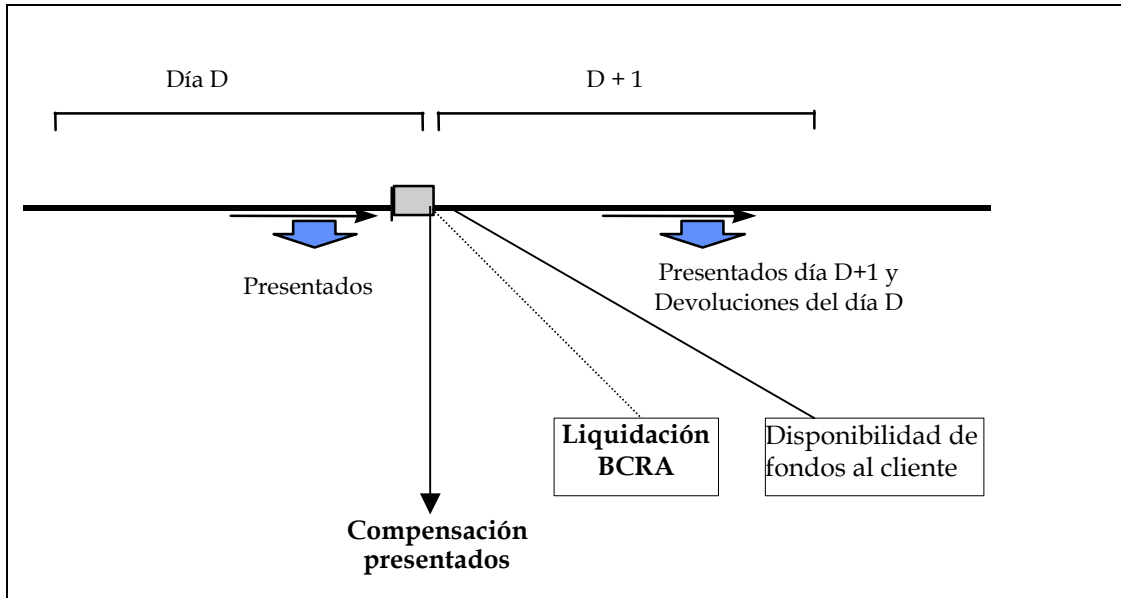 Día D
D + 1
Presentados
Presentados día D+1 y
Devoluciones del día D
Liquidación
BCRA
Disponibilidad de
fondos al cliente
Compensación
presentados